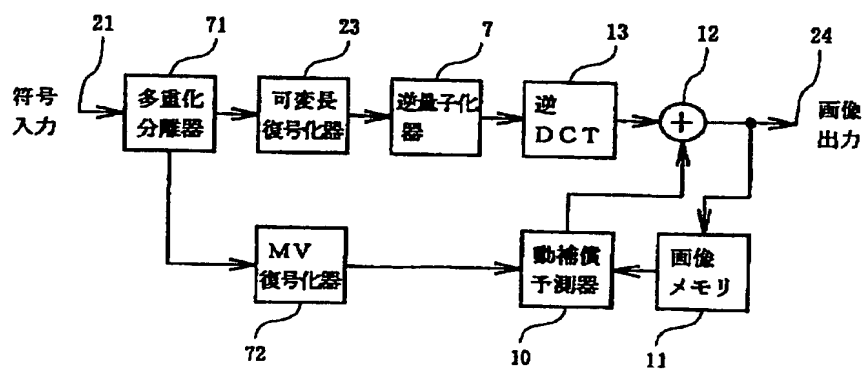 21
71
23
7
13
12
24
符号
入力
多重化
分離器
可変長
復号化器
逆量子化
器
逆
DCT
+
画像
出力
MV
復号化器
動補償
予測器
画像
メモリ
72
10
11